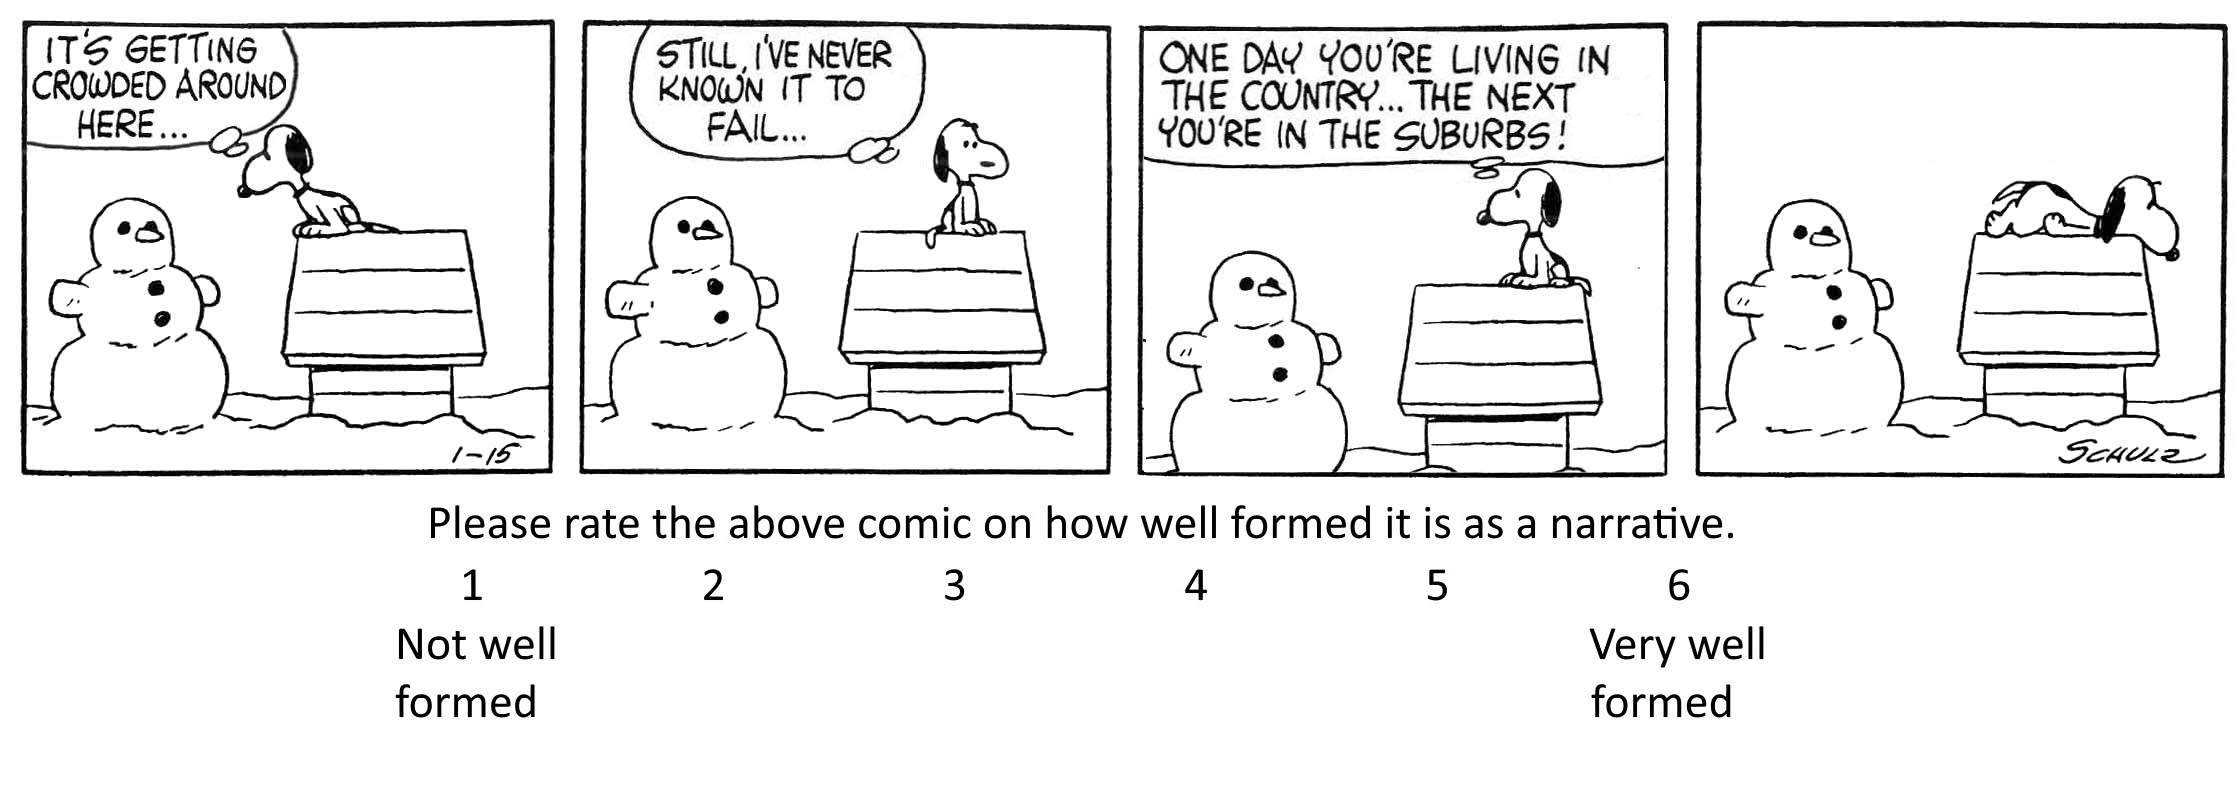 IT'S GETTING
CROWDED AROUND
HERE...
1-15
STILL, I'VE NEVER
KNOWN IT TO
FAIL...
ONE DAY YOU'RE LIVING IN
THE COUNTRY... THE NEXT
YOU'RE IN THE SUBURBS!
SCHULZ
Please rate the above comic on how well formed it is as a narrative.
1 2 3 4 5 6
Not well
formed
Very well
formed